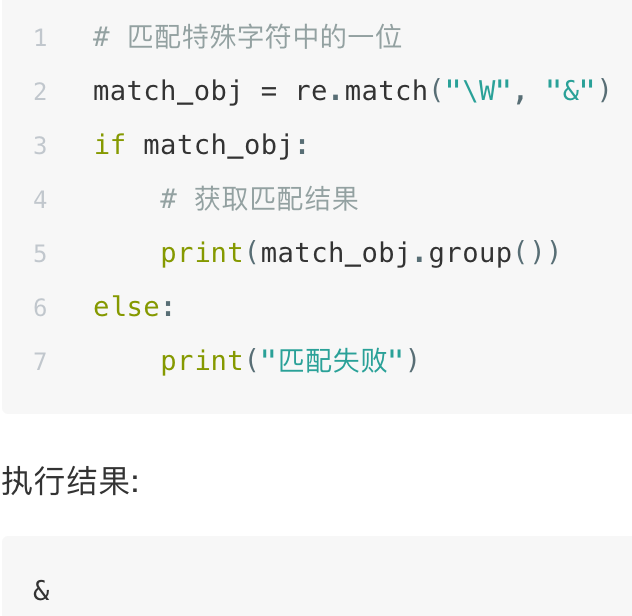 1 # 匹配特殊字符中的一位
2 match_obj = re.match("\W", "&")
3 if match_obj:
4     # 获取匹配结果
5     print(match_obj.group())
6 else:
7     print("匹配失败")
执行结果:
&